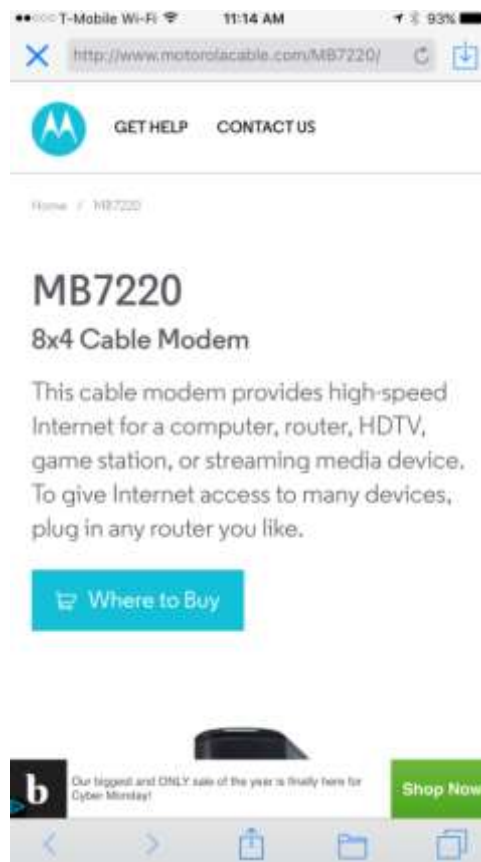 T-Mobile Wi-Fi 11:14 AM 93%
http://www.motorolacable.com/MB7220/
GET HELP CONTACT US
Home / MB7220
MB7220
8x4 Cable Modem
This cable modem provides high-speed
Internet for a computer, router, HDTV,
game station, or streaming media device.
To give Internet access to many devices,
plug in any router you like.
Where to Buy
b
Our biggest and ONLY sale of the year is finally here for
Cyber Monday!
Shop Now